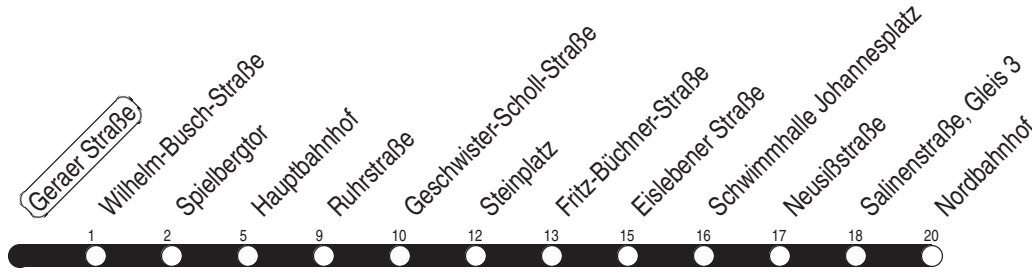 Geraer Straße
Wilhelm-Busch-Straße
Spielbergtor
Hauptbahnhof
Ruhrstraße
Geschwister-Scholl-Straße
Steinplatz
Fritz-Büchner-Straße
Eislebener Straße
Schwimmhalle Johannesplatz
Neusißstraße
Salinenstraße, Gleis 3
Nordbahnhof
1 2 5 9 10 12 13 15 16 17 18 20